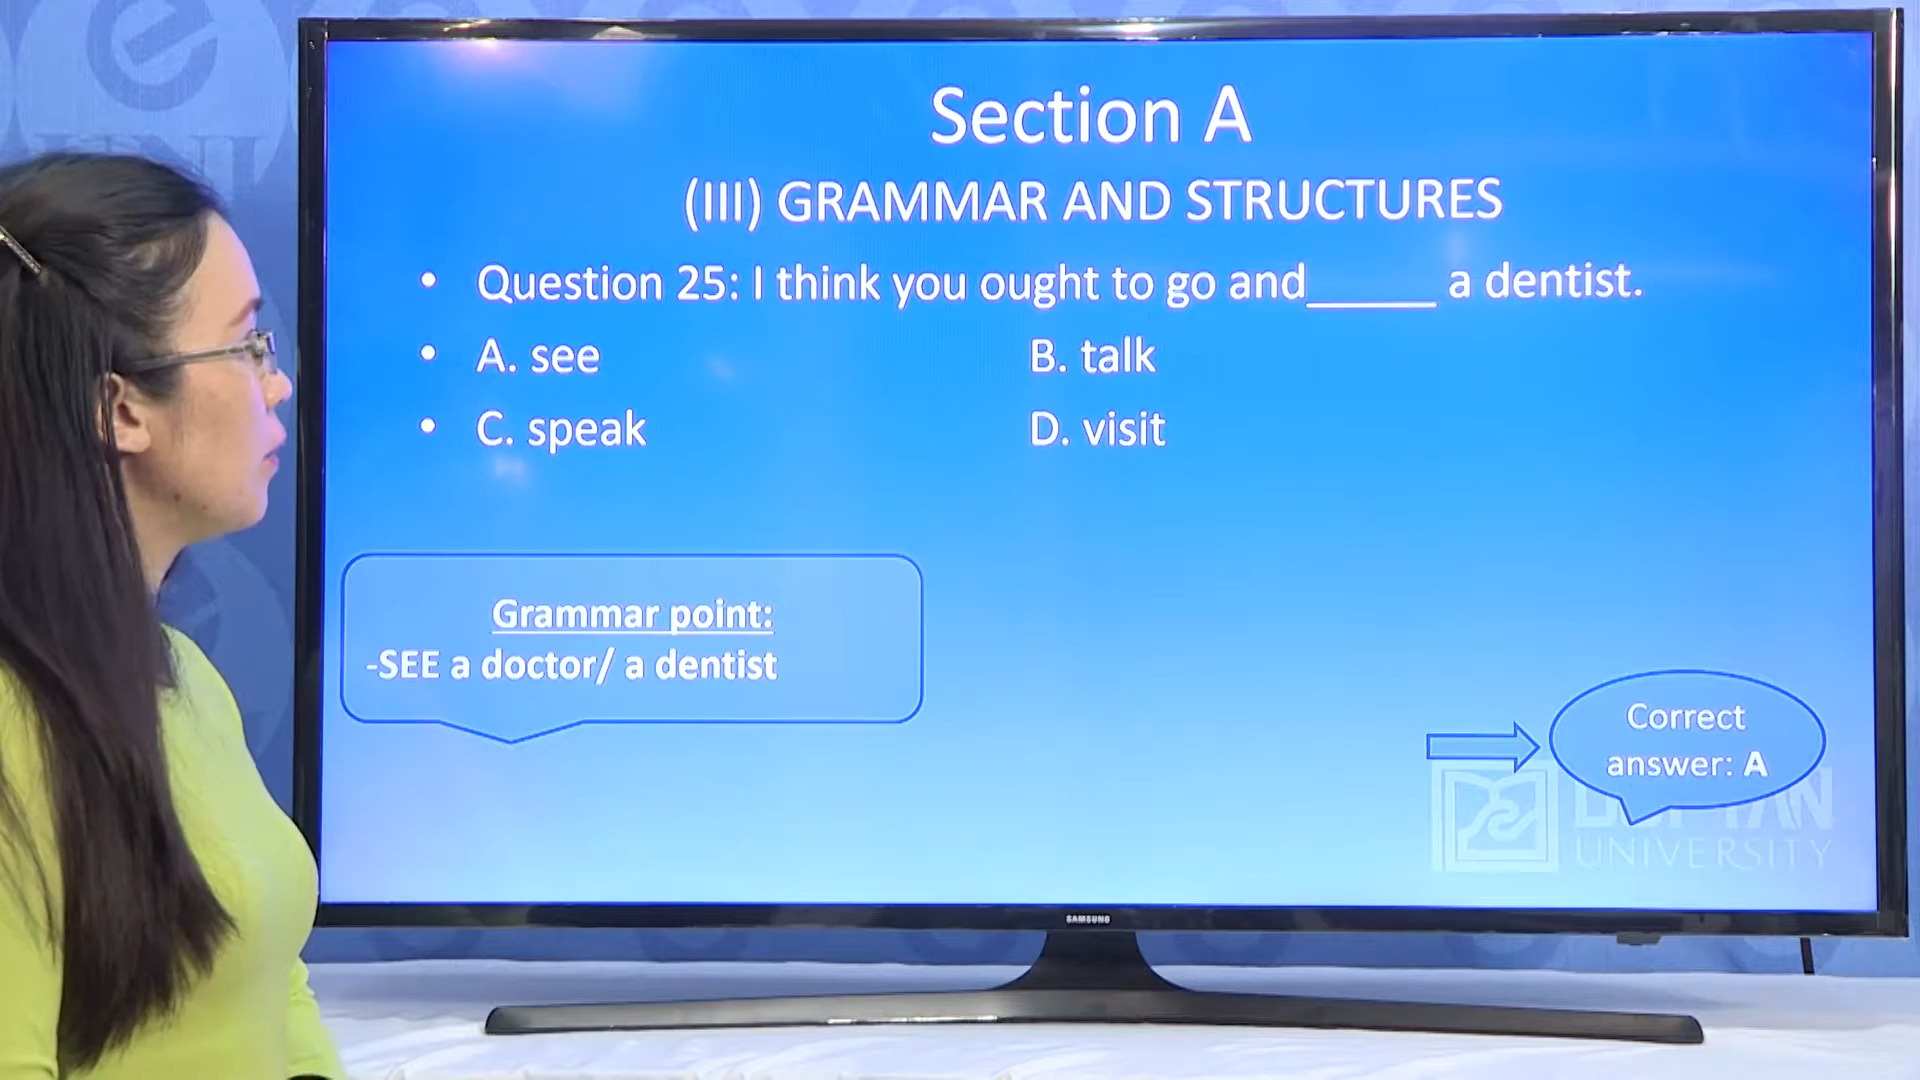 Section A
(III) GRAMMAR AND STRUCTURES
• Question 25: I think you ought to go and______ a dentist.
• A. see B. talk
• C. speak D. visit
Grammar point:
-SEE a doctor/ a dentist
Correct
answer: A
UNIVERSITY
SAMSUNG